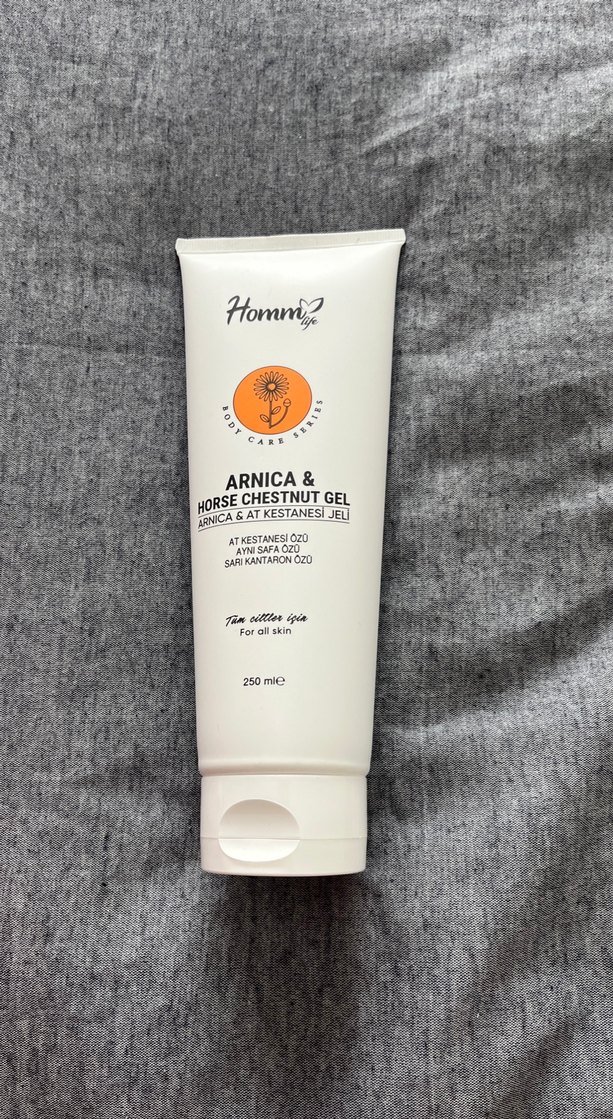 Homm
life
BODY CARE SERIES
ARNICA &
HORSE CHESTNUT GEL
ARNICA & AT KESTANESİ JELİ
AT KESTANESİ ÖZÜ
AYNI SAFA ÖZÜ
SARI KANTARON ÖZÜ
Tüm ciltler için
For all skin
250 ml℮